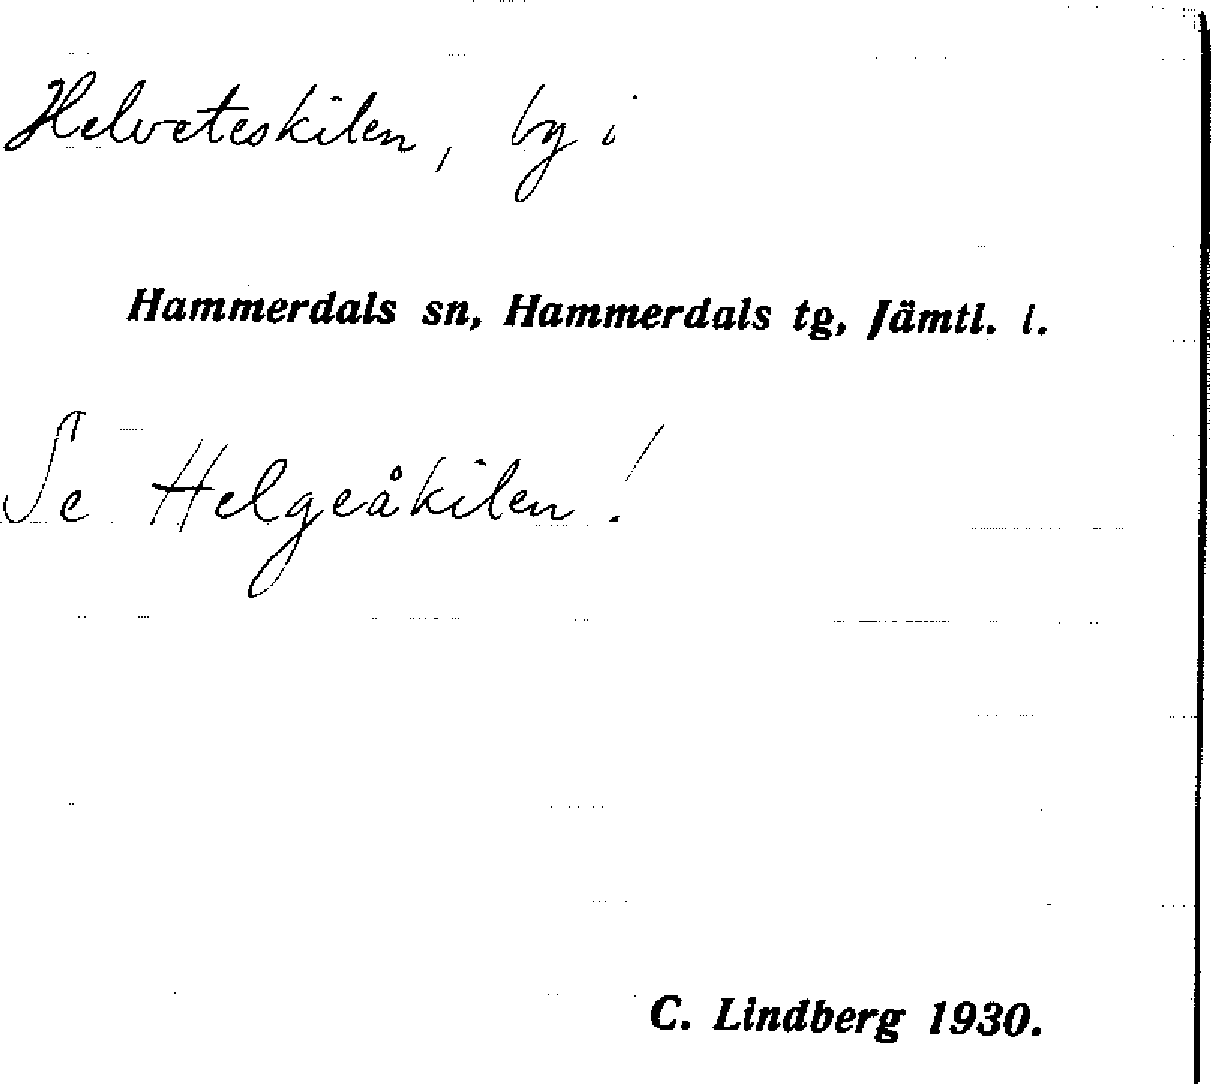 Helveteskilen, by i
Hammerdals sn, Hammerdals tg, Jämtl. l.
Se Helgeåkilen!
C. Lindberg 1930.